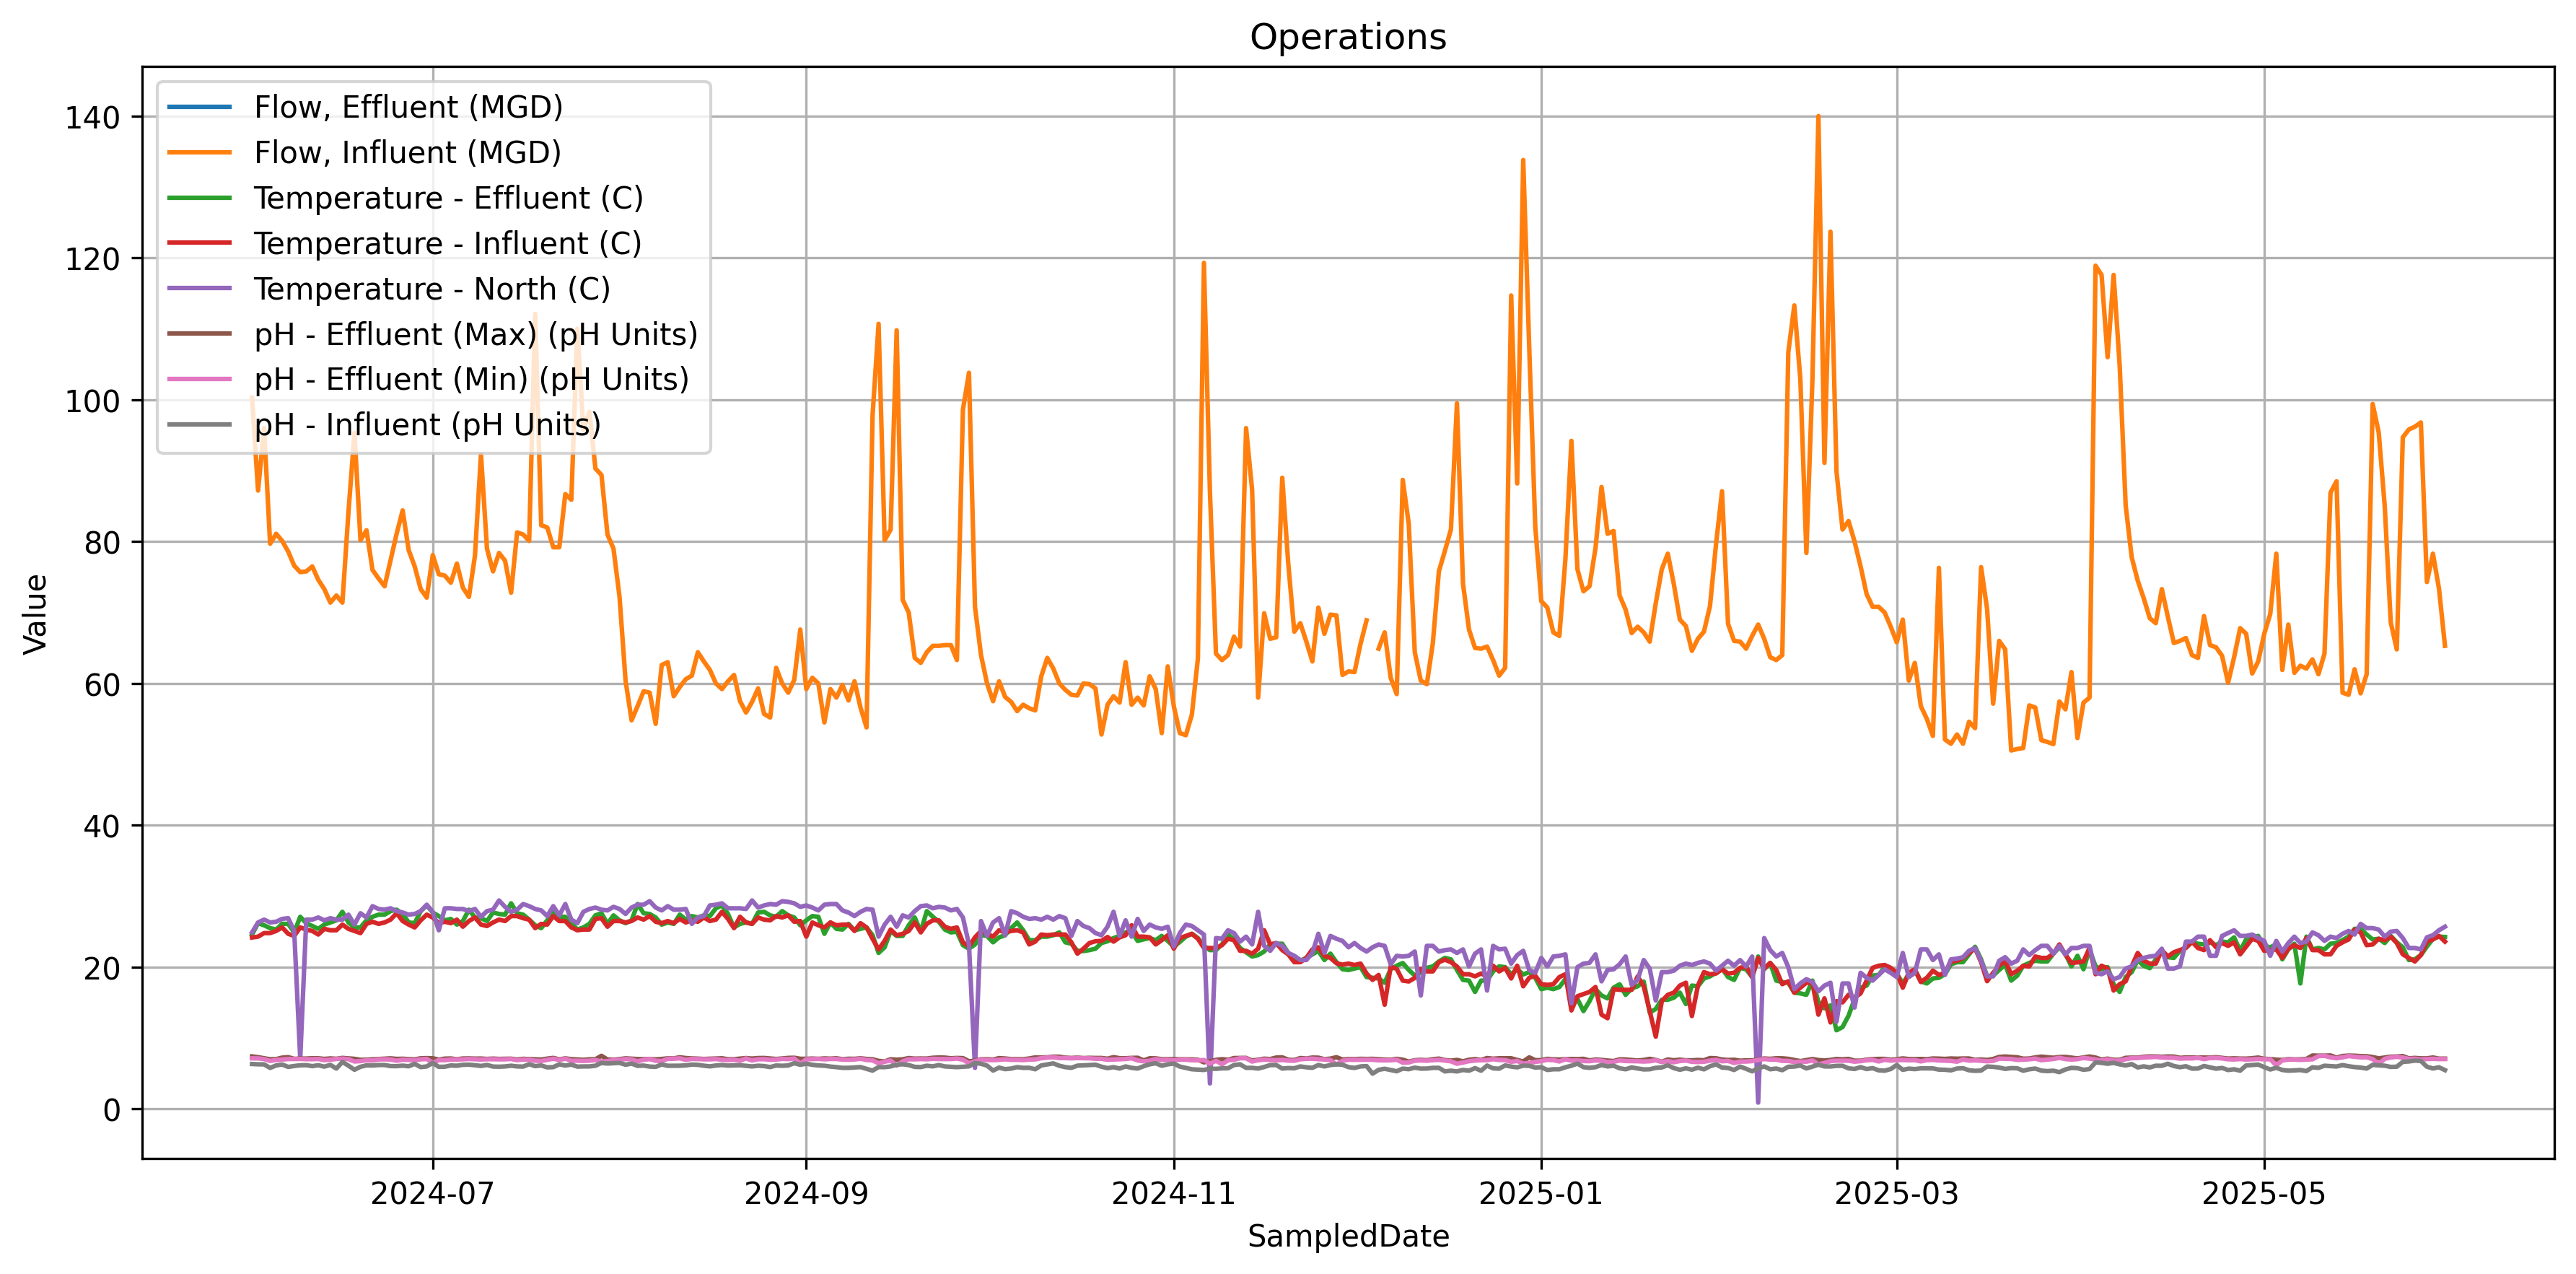 Operations
Flow, Effluent (MGD)
Flow, Influent (MGD)
Temperature - Effluent (C)
Temperature - Influent (C)
Temperature - North (C)
pH - Effluent (Max) (pH Units)
pH - Effluent (Min) (pH Units)
pH - Influent (pH Units)
140
120
100
80
60
40
20
0
Value
2024-07 2024-09 2024-11 2025-01 2025-03 2025-05
SampledDate